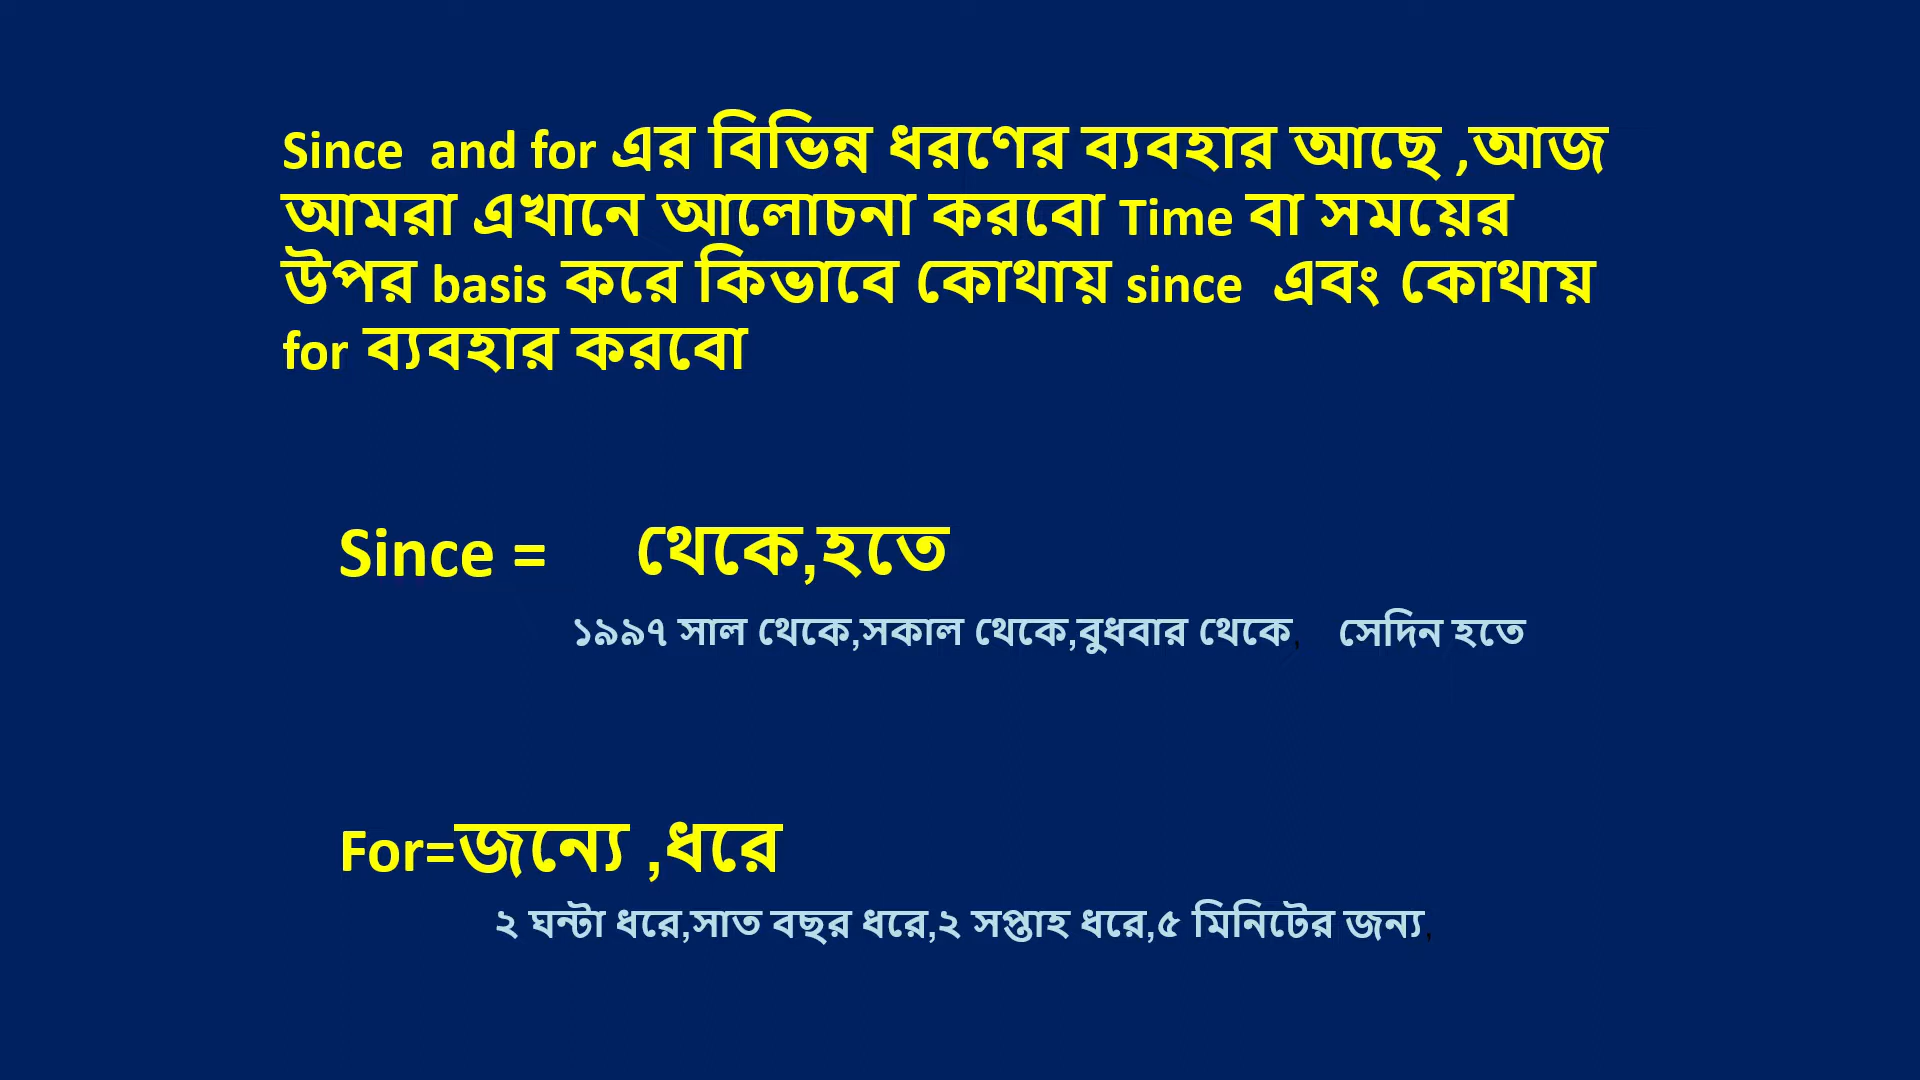 Since and for এর বিভিন্ন ধরণের ব্যবহার আছে ,আজ
আমরা এখানে আলোচনা করবো Time বা সময়ের
উপর basis করে কিভাবে কোথায় since এবং কোথায়
for ব্যবহার করবো
Since = থেকে,হতে
১৯৯৭ সাল থেকে,সকাল থেকে,বুধবার থেকে, সেদিন হতে
For=জন্যে ,ধরে
২ ঘন্টা ধরে,সাত বছর ধরে,২ সপ্তাহ ধরে,৫ মিনিটের জন্য,